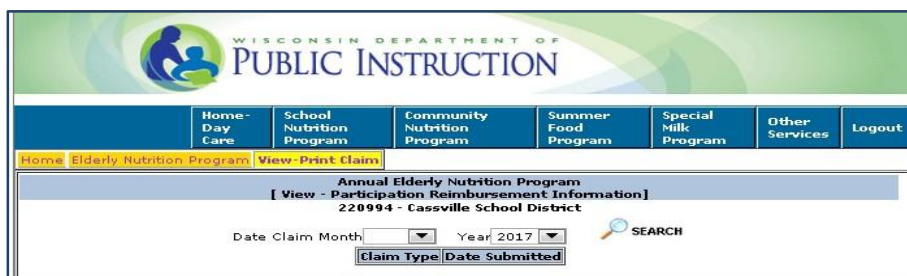 WISCONSIN DEPARTMENT OF
PUBLIC INSTRUCTION
Home-Day Care School Nutrition Program Community Nutrition Program Summer Food Program Special Milk Program Other Services Logout
Home Elderly Nutrition Program View-Print Claim
Annual Elderly Nutrition Program
[ View - Participation Reimbursement Information]
220994 - Cassville School District
Date Claim Month Year 2017 SEARCH
Claim Type Date Submitted